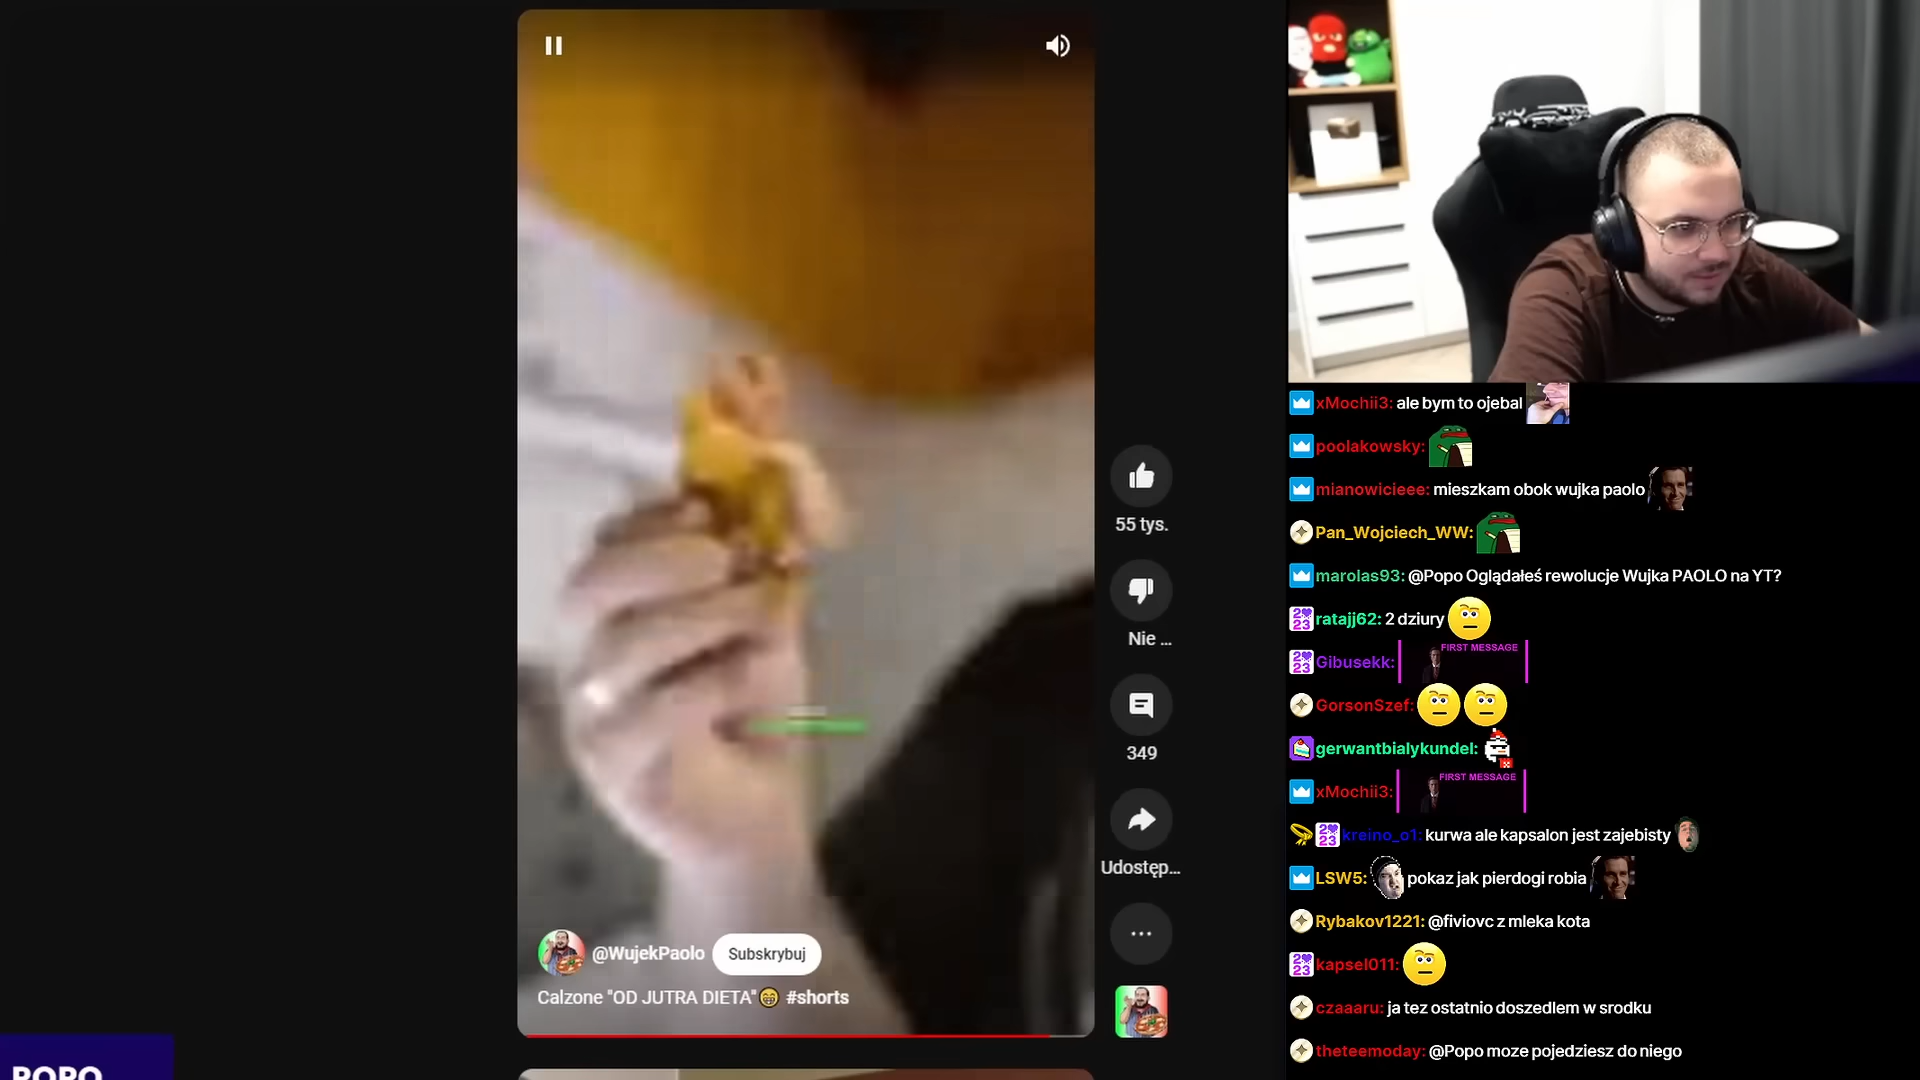 55 tys.
Nie ...
349
Udostęp...
@WujekPaolo
Subskrybuj
Calzone "OD JUTRA DIETA"😁 #shorts
POPO
xMochii3: ale bym to ojebal
poolakowsky:
mianowicieee: mieszkam obok wujka paolo
Pan_Wojciech_WW:
marolas93: @Popo Oglądałeś rewolucje Wujka PAOLO na YT?
ratajj62: 2 dziury
Gibusekk: FIRST MESSAGE
GorsonSzef:
gerwantbialykundel:
xMochii3: FIRST MESSAGE
kreino_o1: kurwa ale kapsalon jest zajebisty
LSW5: pokaz jak pierdogi robia
Rybakov1221: @fiviovc z mleka kota
kapsel011:
czaaaru: ja tez ostatnio doszedlem w srodku
theteemoday: @Popo moze pojedziesz do niego